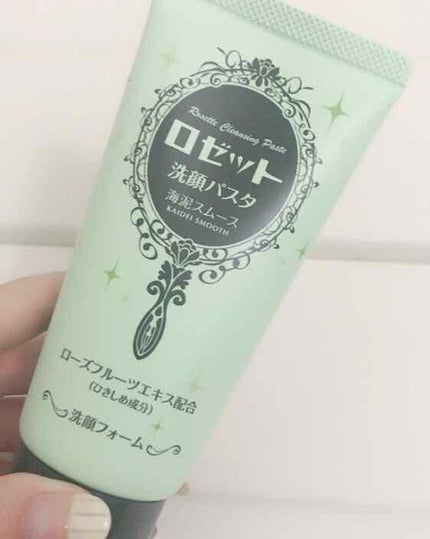 Rosette Cleansing Paste
ロゼット
洗顔パスタ
海泥スムース
KAIDEI SMOOTH
ローズフルーツエキス配合
(ひきしめ成分)
洗顔フォーム